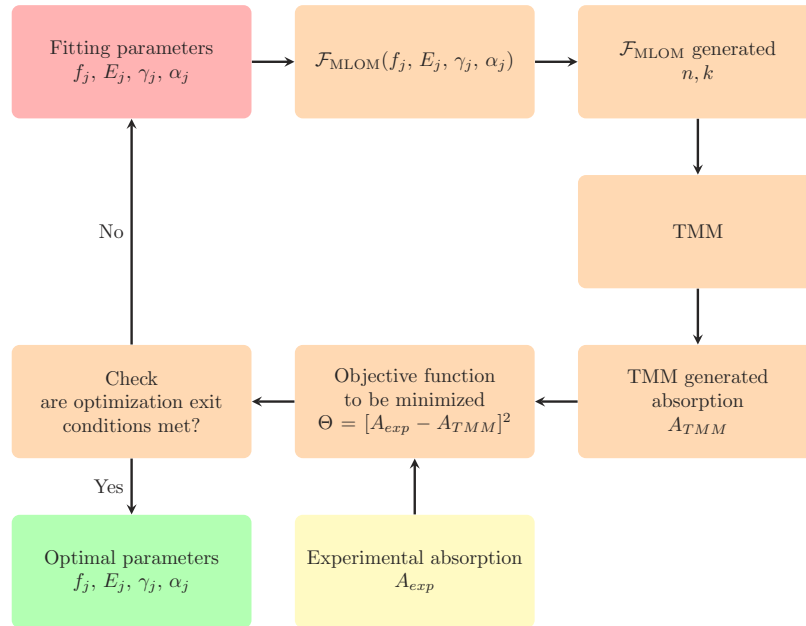 Fitting parameters
f_j, E_j, γ_j, α_j
ℱ_MLOM(f_j, E_j, γ_j, α_j)
ℱ_MLOM generated
n, k
TMM
No
Check
are optimization exit
conditions met?
Objective function
to be minimized
Θ = [A_exp − A_TMM]²
TMM generated
absorption
A_TMM
Yes
Optimal parameters
f_j, E_j, γ_j, α_j
Experimental absorption
A_exp